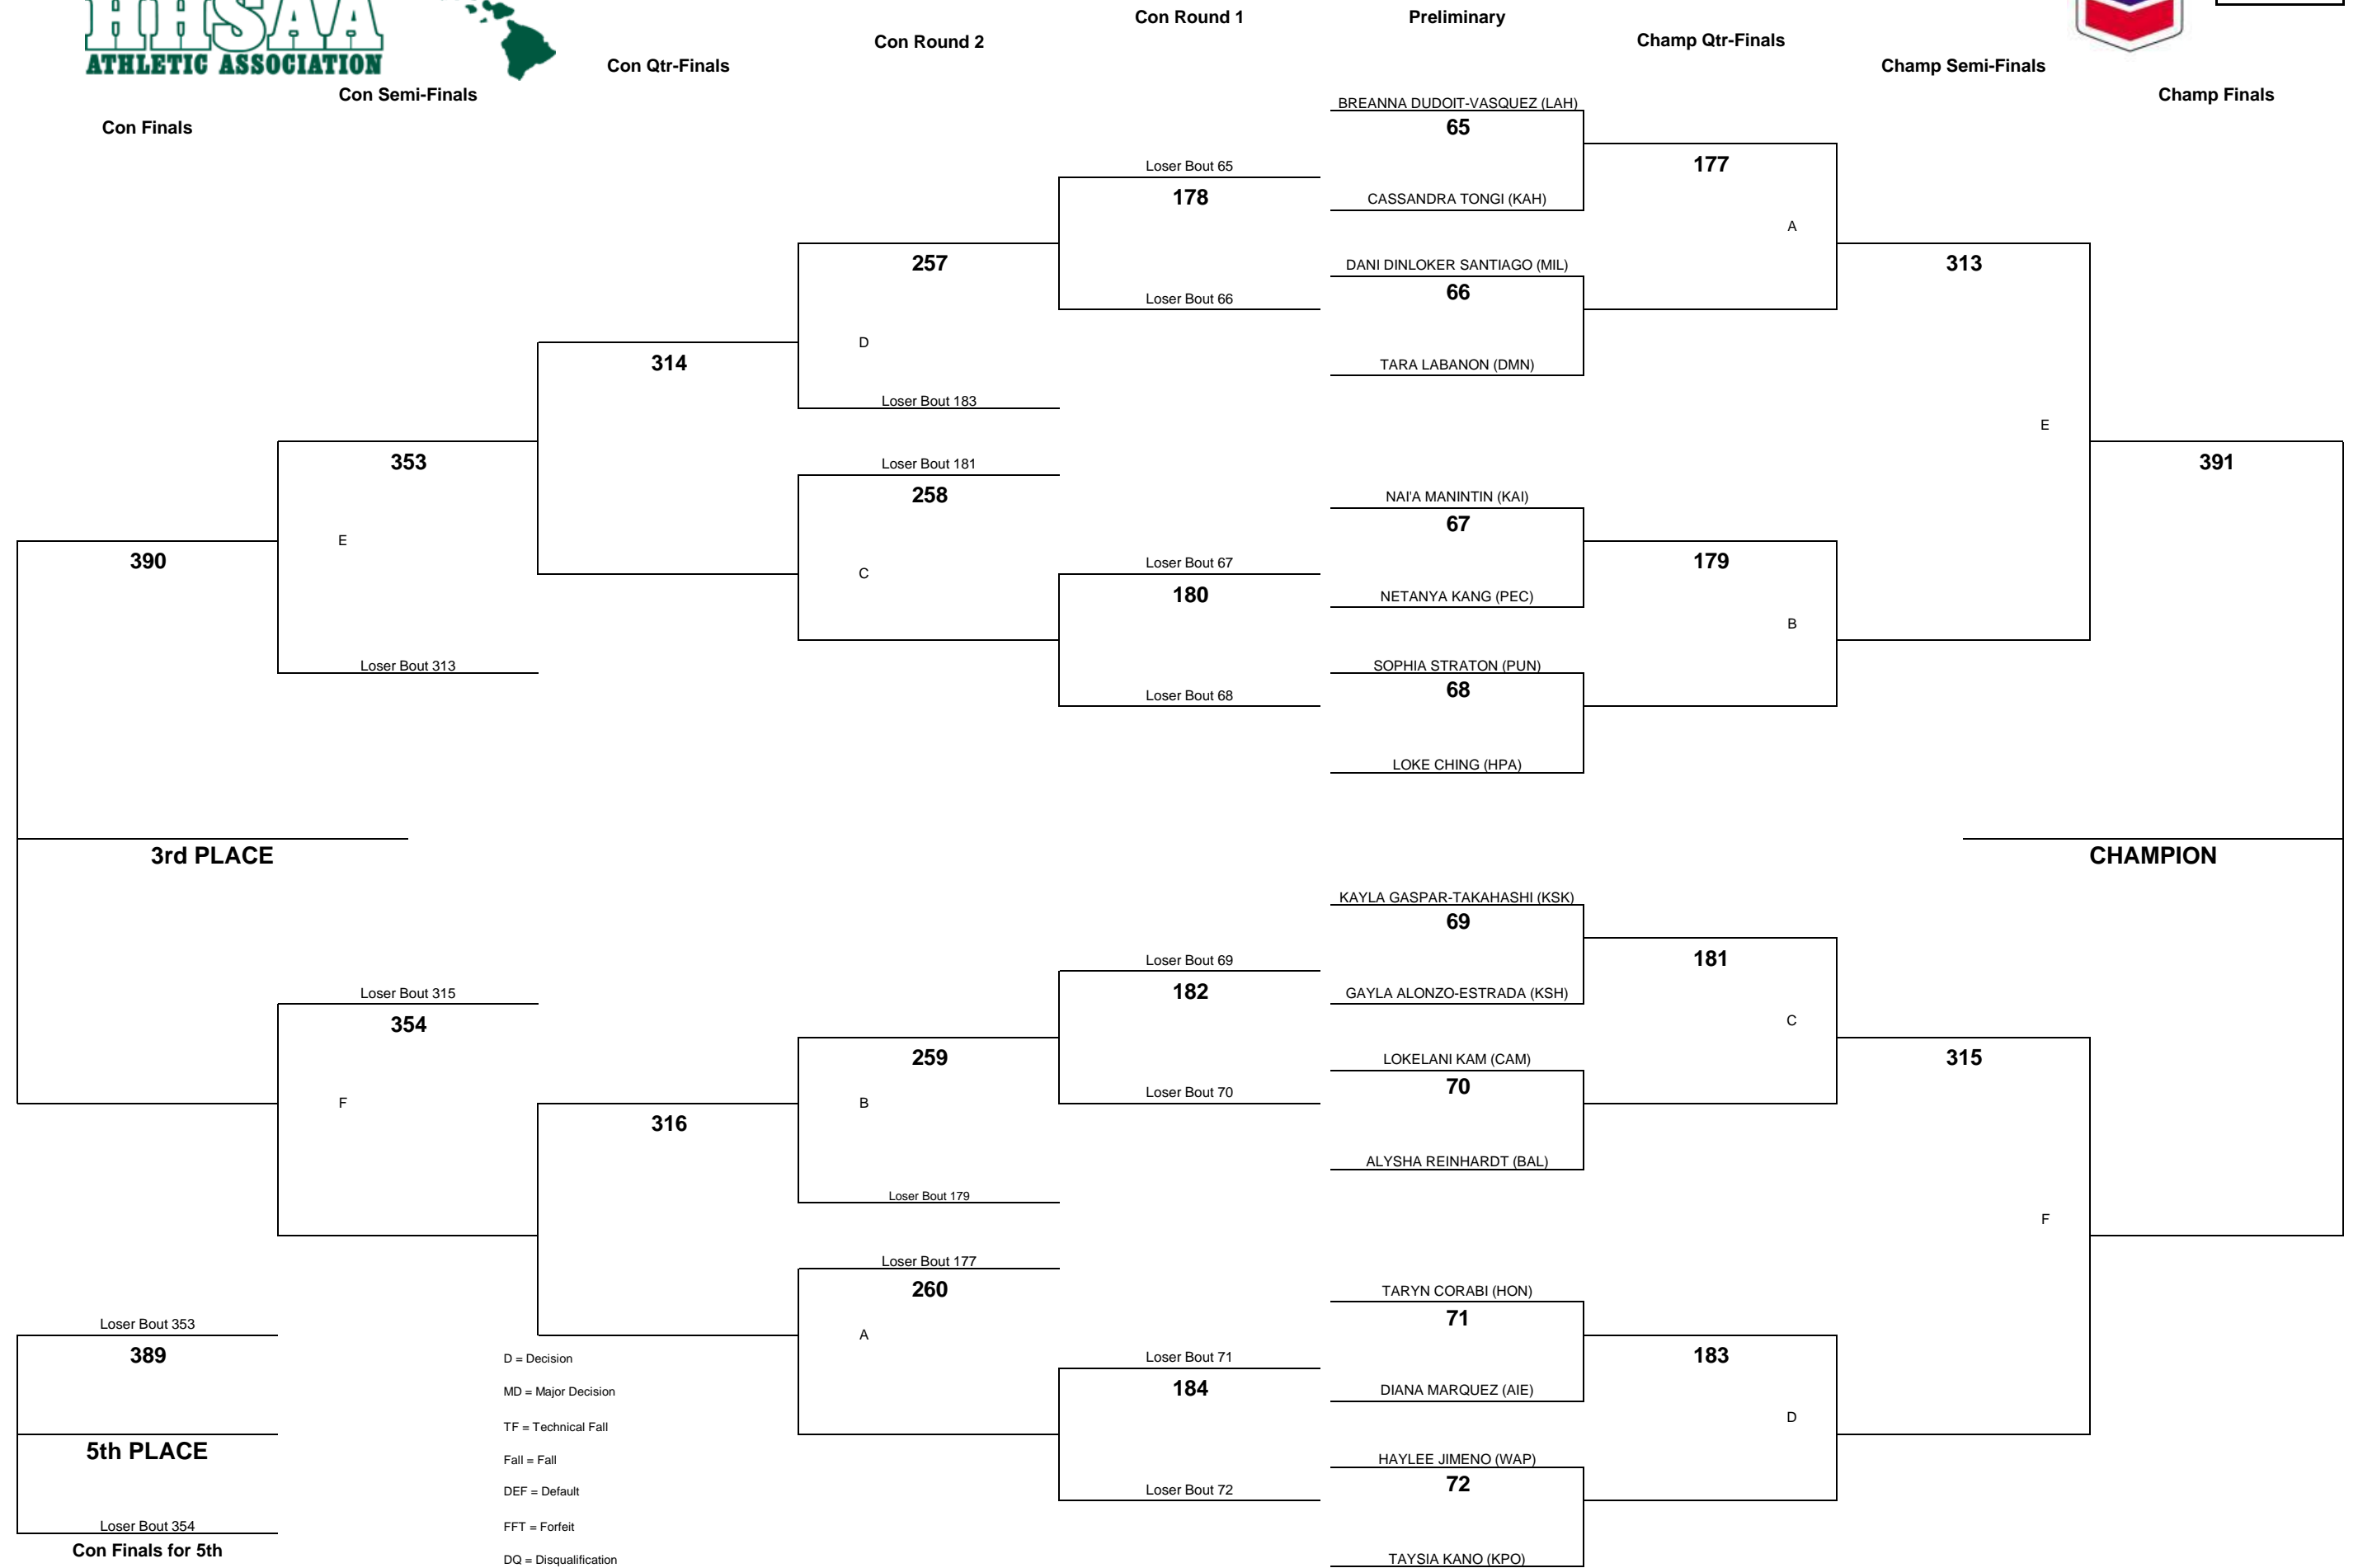 HHSAA
ATHLETIC ASSOCIATION
Con Finals
Con Semi-Finals
Con Qtr-Finals
Con Round 2
Con Round 1
Preliminary
Champ Qtr-Finals
Champ Semi-Finals
Champ Finals
BREANNA DUDOIT-VASQUEZ (LAH)
65
Loser Bout 65
177
178
CASSANDRA TONGI (KAH)
A
257
DANI DINLOKER SANTIAGO (MIL)
313
66
Loser Bout 66
D
314
TARA LABANON (DMN)
Loser Bout 183
E
353
Loser Bout 181
391
258
NAI'A MANINTIN (KAI)
67
E
390
Loser Bout 67
179
C
180
NETANYA KANG (PEC)
B
Loser Bout 313
SOPHIA STRATON (PUN)
68
Loser Bout 68
LOKE CHING (HPA)
3rd PLACE
CHAMPION
KAYLA GASPAR-TAKAHASHI (KSK)
69
Loser Bout 69
181
Loser Bout 315
182
GAYLA ALONZO-ESTRADA (KSH)
354
C
259
LOKELANI KAM (CAM)
315
70
Loser Bout 70
F
B
316
ALYSHA REINHARDT (BAL)
Loser Bout 179
F
Loser Bout 177
260
TARYN CORABI (HON)
71
Loser Bout 353
A
389
D = Decision
Loser Bout 71
183
MD = Major Decision
184
DIANA MARQUEZ (AIE)
TF = Technical Fall
D
5th PLACE
Fall = Fall
HAYLEE JIMENO (WAP)
72
DEF = Default
Loser Bout 72
Loser Bout 354
FFT = Forfeit
Con Finals for 5th
DQ = Disqualification
TAYSIA KANO (KPO)